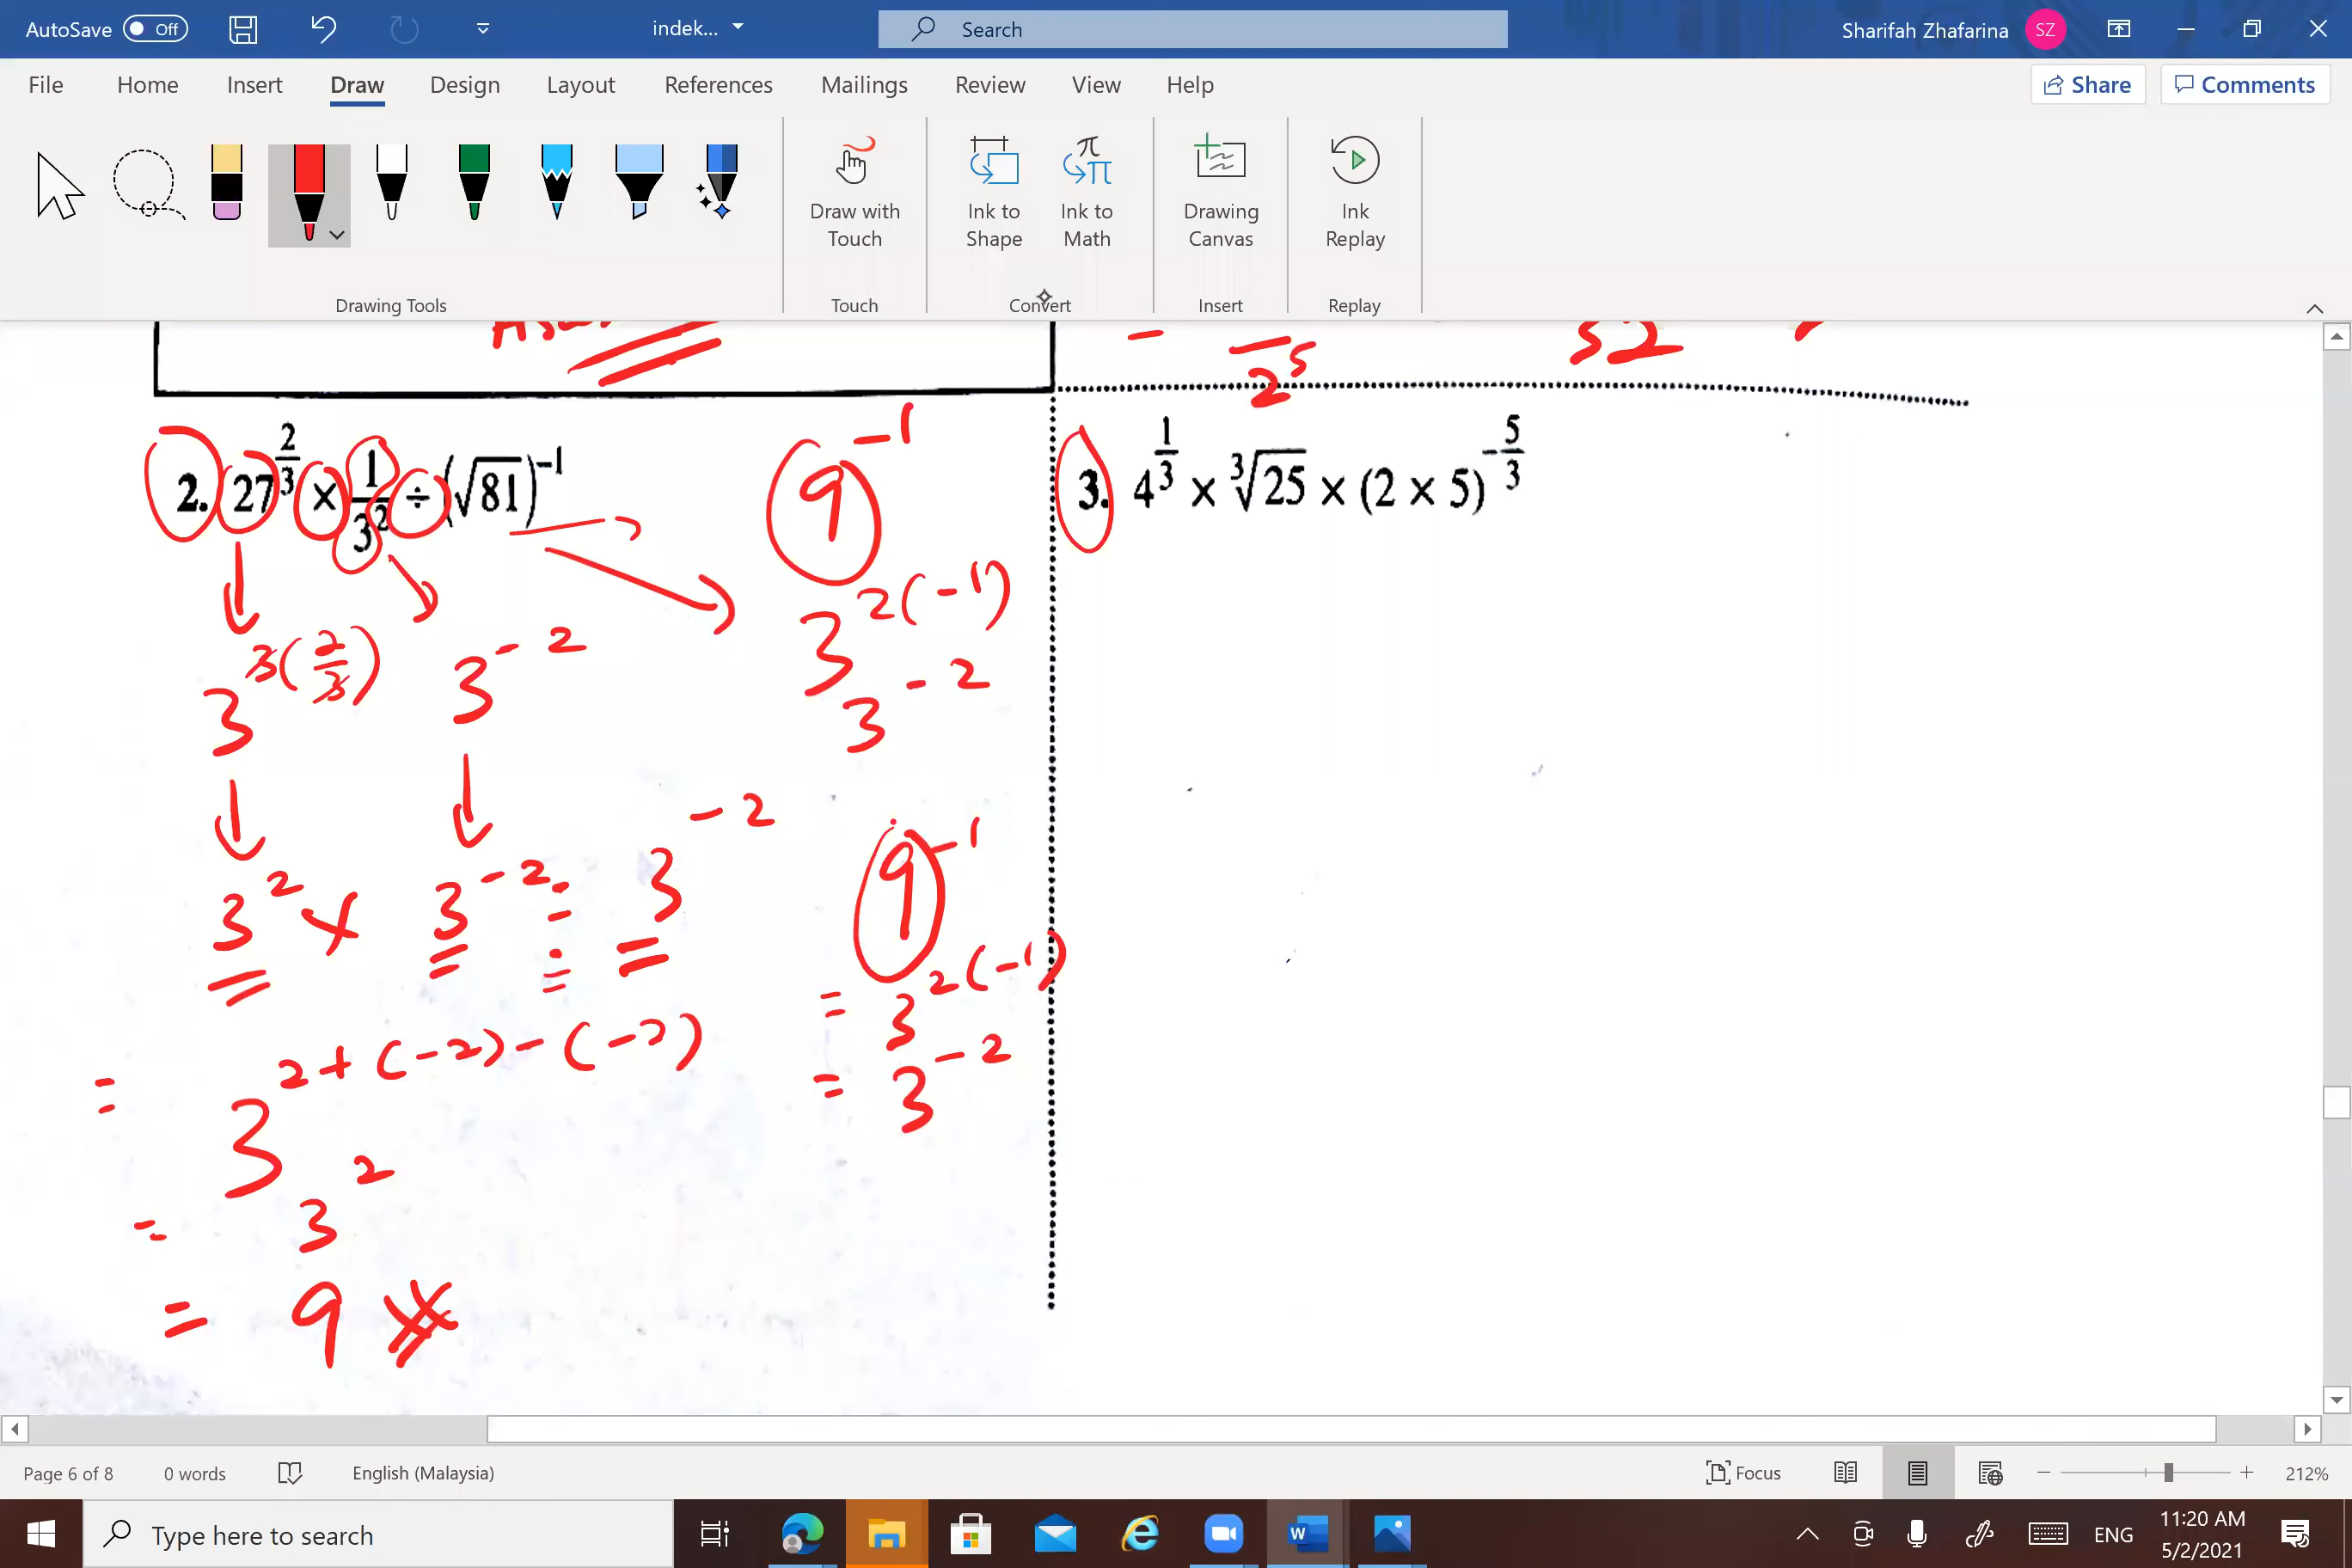 AutoSave Off indek... Search Sharifah Zhafarina SZ
File Home Insert Draw Design Layout References Mailings Review View Help Share Comments
Draw with Touch
Ink to Shape
Ink to Math
Drawing Canvas
Ink Replay
Drawing Tools Touch Convert Insert Replay
2^5 32
2. 27^(2/3) × 1/3^2 ÷ (√81)^-1
9^-1
3^2(-1)
3^-2
3^3(2/3) 3^-2
3^2 × 3^-2 ÷ 3^-2
9^-1
= 3^2(-1)
= 3^-2
= 3^2+(-2)-(-2)
= 3^2
= 9
3. 4^(1/3) × ³√25 × (2 × 5)^(-5/3)
Page 6 of 8 0 words English (Malaysia) Focus 212%
Type here to search W ENG 11:20 AM
5/2/2021